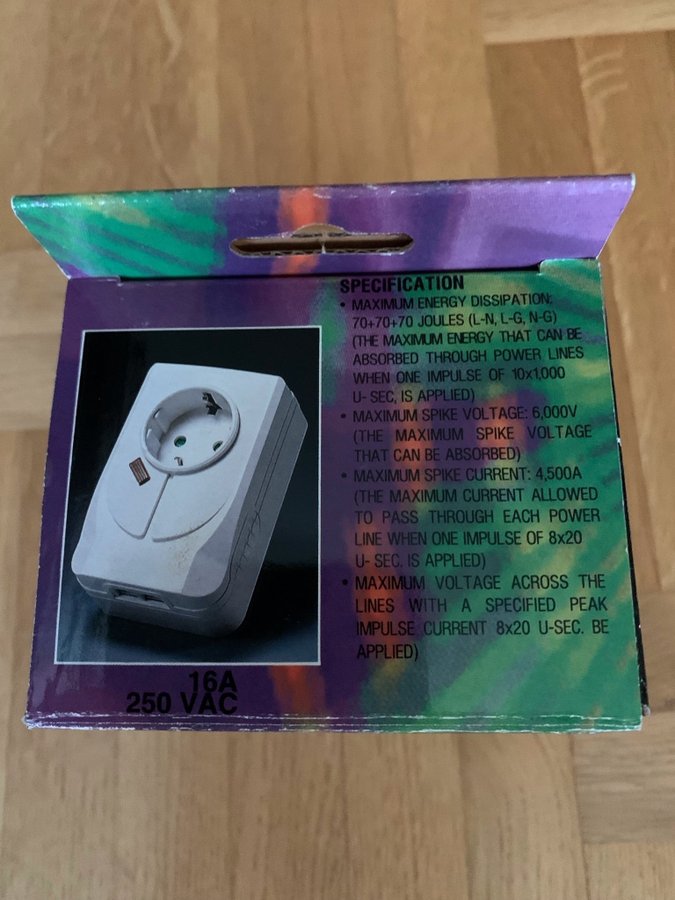 SPECIFICATION
• MAXIMUM ENERGY DISSIPATION:
70+70+70 JOULES (L-N, L-G, N-G)
(THE MAXIMUM ENERGY THAT CAN BE
ABSORBED THROUGH POWER LINES
WHEN ONE IMPULSE OF 10x1,000
U- SEC, IS APPLIED)
• MAXIMUM SPIKE VOLTAGE: 6,000V
(THE MAXIMUM SPIKE VOLTAGE
THAT CAN BE ABSORBED)
• MAXIMUM SPIKE CURRENT: 4,500A
(THE MAXIMUM CURRENT ALLOWED
TO PASS THROUGH EACH POWER
LINE WHEN ONE IMPULSE OF 8x20
U- SEC. IS APPLIED)
• MAXIMUM VOLTAGE ACROSS THE
LINES WITH A SPECIFIED PEAK
IMPULSE CURRENT 8x20 U-SEC. BE
APPLIED)
16A
250 VAC